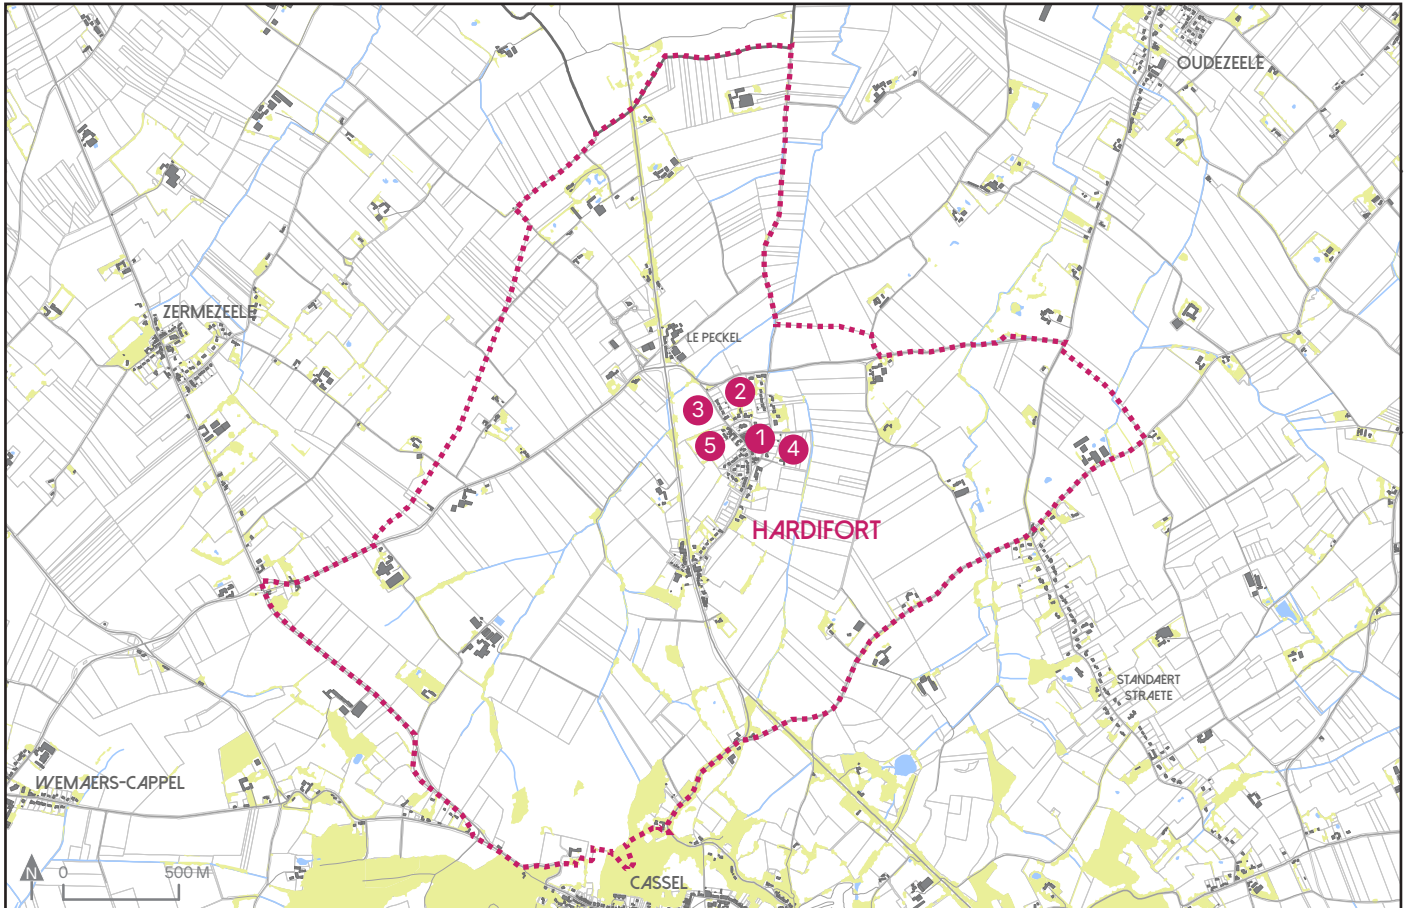 OUDEZEELE
ZERMEZEELE
LE PECKEL
2
3
1
5
4
HARDIFORT
STANDAERT
STRAETE
WEMAERS-CAPPEL
N
0
500 M
CASSEL